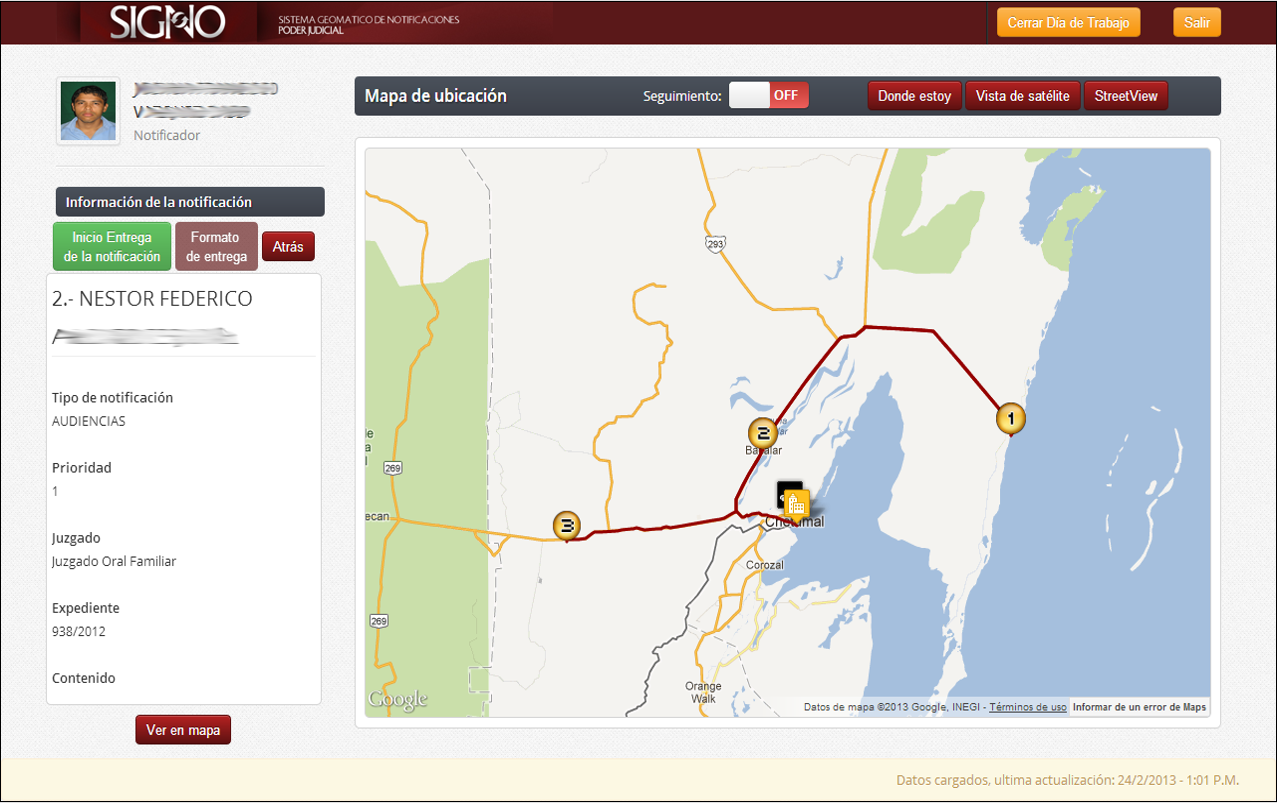 SIGNO
SISTEMA GEOMATICO DE NOTIFICACIONES
PODER JUDICIAL
Cerrar Día de Trabajo
Salir
Notificador
Información de la notificación
Inicio Entrega
de la notificación
Formato
de entrega
Atrás
2.- NESTOR FEDERICO
Tipo de notificación
AUDIENCIAS
Prioridad
1
Juzgado
Juzgado Oral Familiar
Expediente
938/2012
Contenido
Ver en mapa
Mapa de ubicación
Seguimiento:
OFF
Donde estoy
Vista de satélite
StreetView
293
1
2
Bacalar
269
3
Chetumal
Corozal
269
Orange
Walk
Google
Datos de mapa ©2013 Google, INEGI - Términos de uso
Informar de un error de Maps
Datos cargados, ultima actualización: 24/2/2013 - 1:01 P.M.